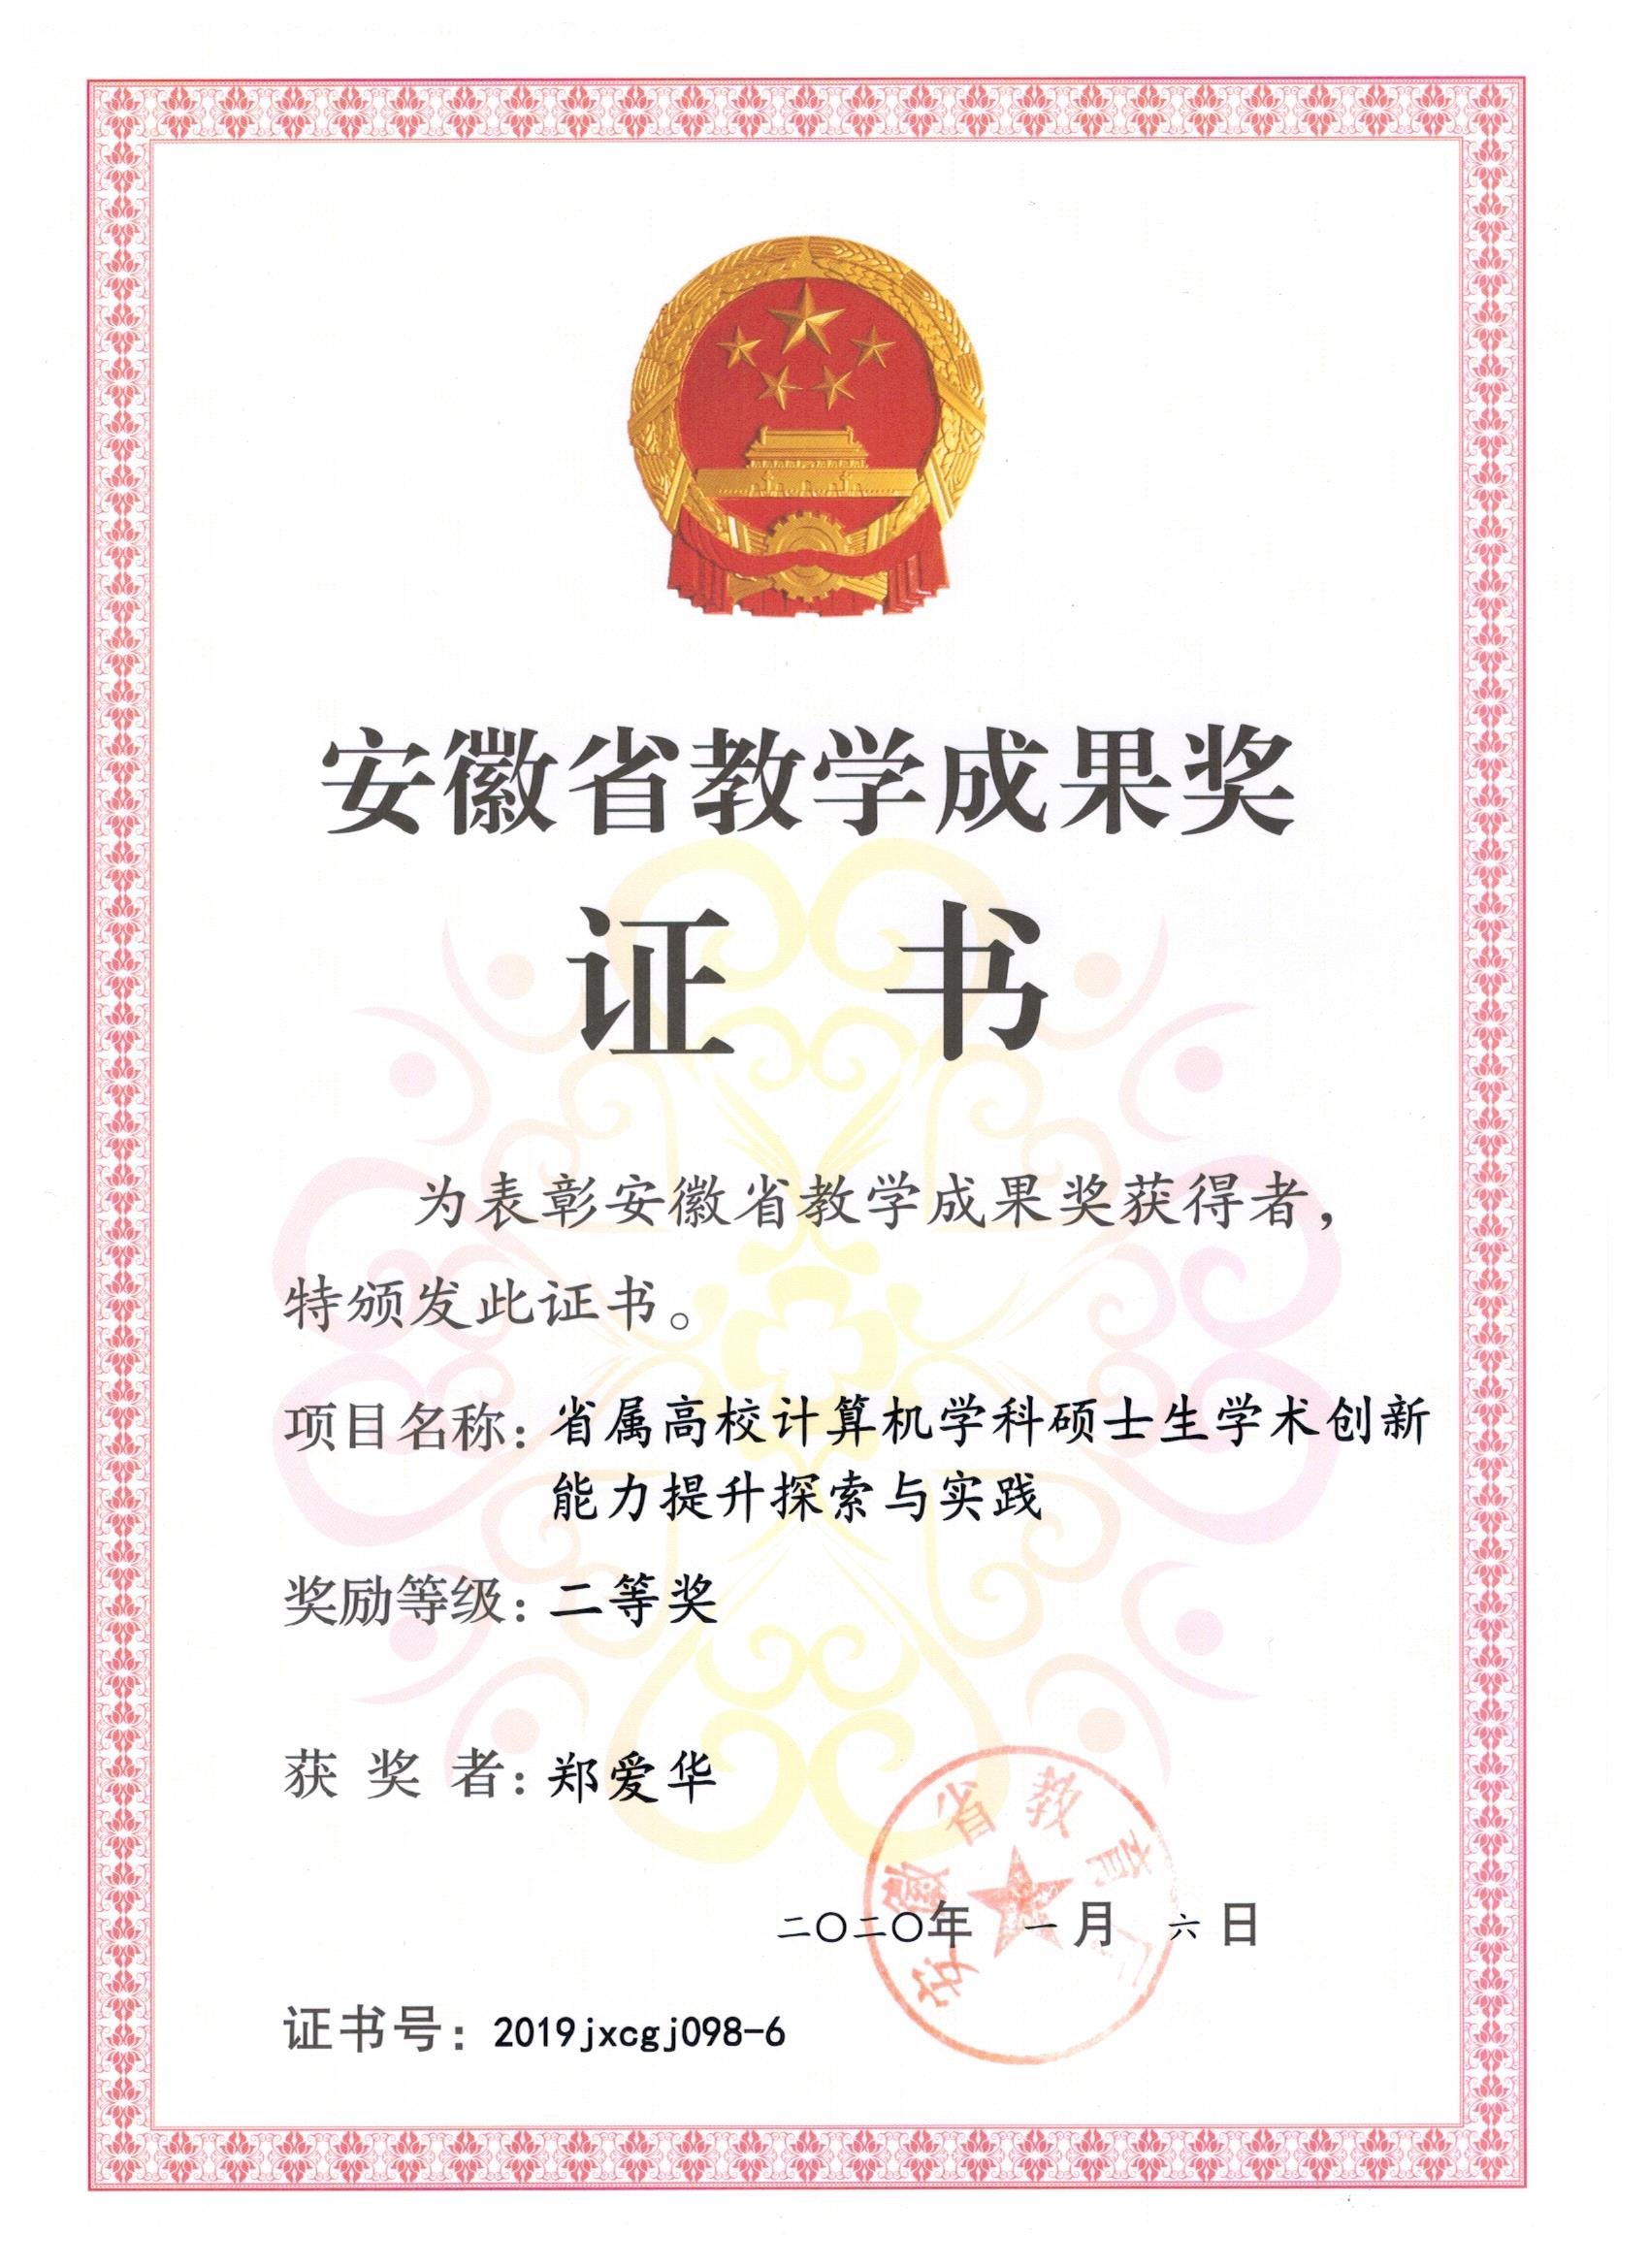 安徽省教学成果奖
证 书
为表彰安徽省教学成果奖获得者，
特颁发此证书。
项目名称：省属高校计算机学科硕士生学术创新
能力提升探索与实践
奖励等级：二等奖
获 奖 者：郑爱华
安徽省教育厅
二〇二〇年 一月 六日
证书号：2019jxcgj098-6